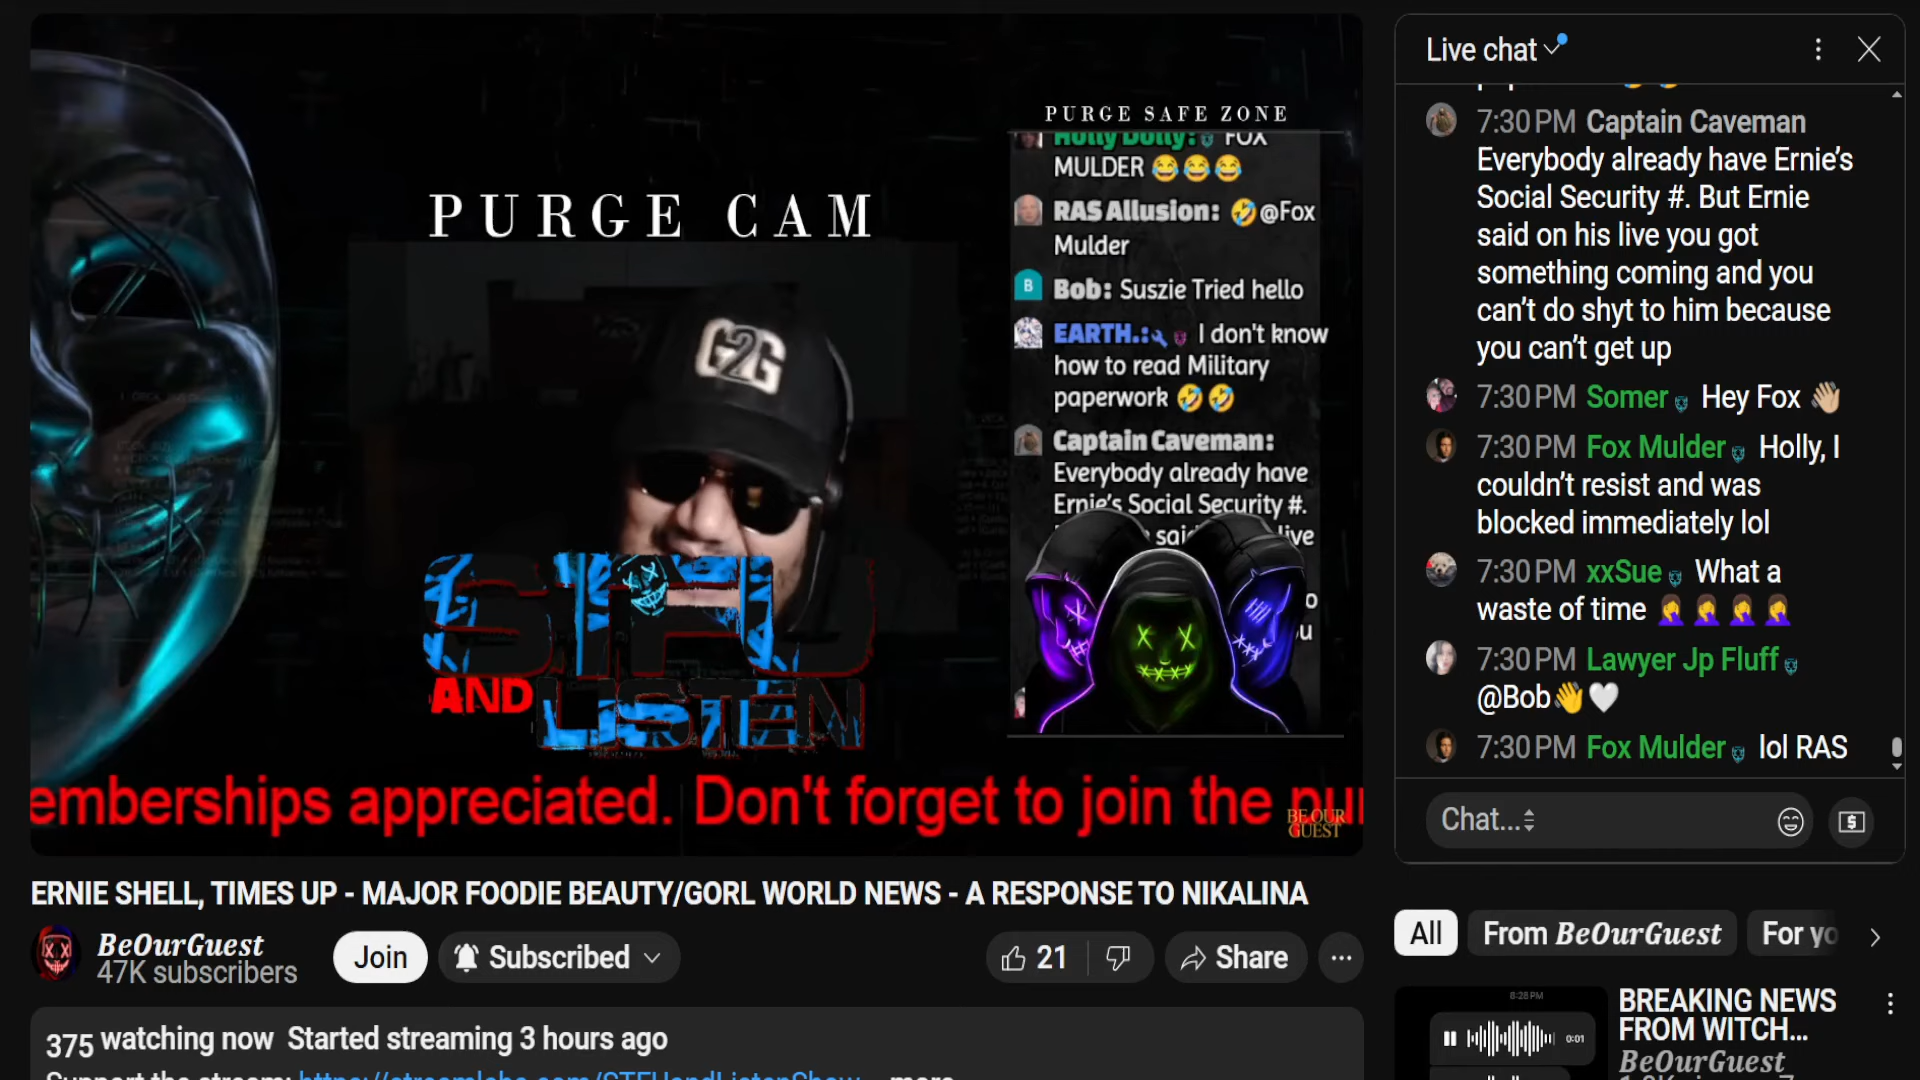 PURGE CAM
G2G
STFU
AND LISTEN
PURGE SAFE ZONE
Holly Dolly: FOX
MULDER 😂😂😂
RAS Allusion: 🤣@Fox
Mulder
B
Bob: Suszie Tried hello
EARTH.: I don't know
how to read Military
paperwork 🤣🤣
Captain Caveman:
Everybody already have
Ernie's Social Security #.
said
live
emberships appreciated. Don't forget to join the pur
BE OUR
GUEST
Live chat
7:30 PM Captain Caveman
Everybody already have Ernie's
Social Security #. But Ernie
said on his live you got
something coming and you
can't do shyt to him because
you can't get up
7:30 PM Somer Hey Fox 👋🏼
7:30 PM Fox Mulder Holly, I
couldn't resist and was
blocked immediately lol
7:30 PM xxSue What a
waste of time 🤦‍♀️🤦‍♀️🤦‍♀️🤦‍♀️
7:30 PM Lawyer Jp Fluff
@Bob👋🤍
7:30 PM Fox Mulder lol RAS
Chat...
ERNIE SHELL, TIMES UP - MAJOR FOODIE BEAUTY/GORL WORLD NEWS - A RESPONSE TO NIKALINA
BeOurGuest
47K subscribers
Join
Subscribed
21
Share
375 watching now Started streaming 3 hours ago
Support the stream: https://streamlabs.com/STFUandListenShow ...more
All
From BeOurGuest
For yo
8:28 PM
0:01
BREAKING NEWS
FROM WITCH...
BeOurGuest